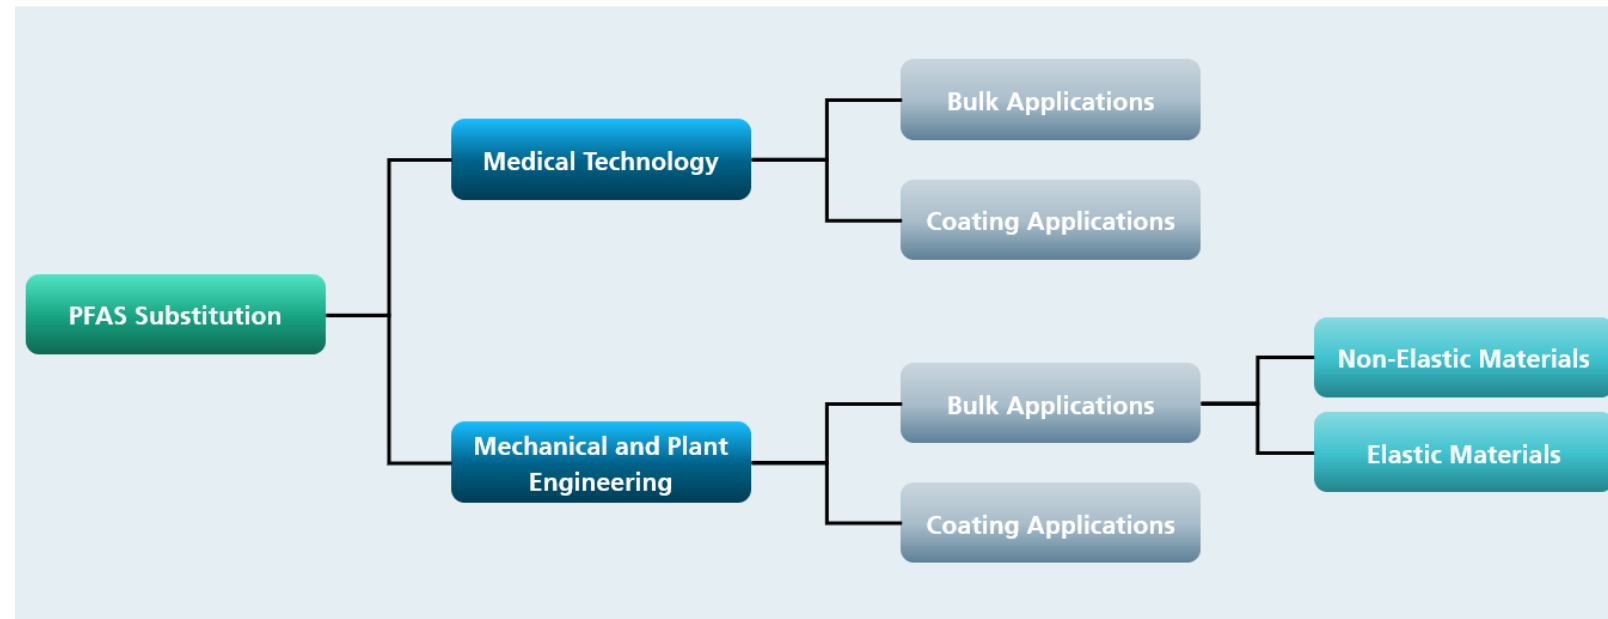 PFAS Substitution
Medical Technology
Bulk Applications
Coating Applications
Mechanical and Plant
Engineering
Bulk Applications
Non-Elastic Materials
Elastic Materials
Coating Applications